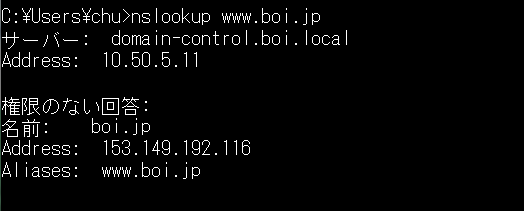 C:¥Users¥chu>nslookup www.boi.jp
サーバー:  domain-control.boi.local
Address:  10.50.5.11
権限のない回答:
名前:    boi.jp
Address:  153.149.192.116
Aliases:  www.boi.jp